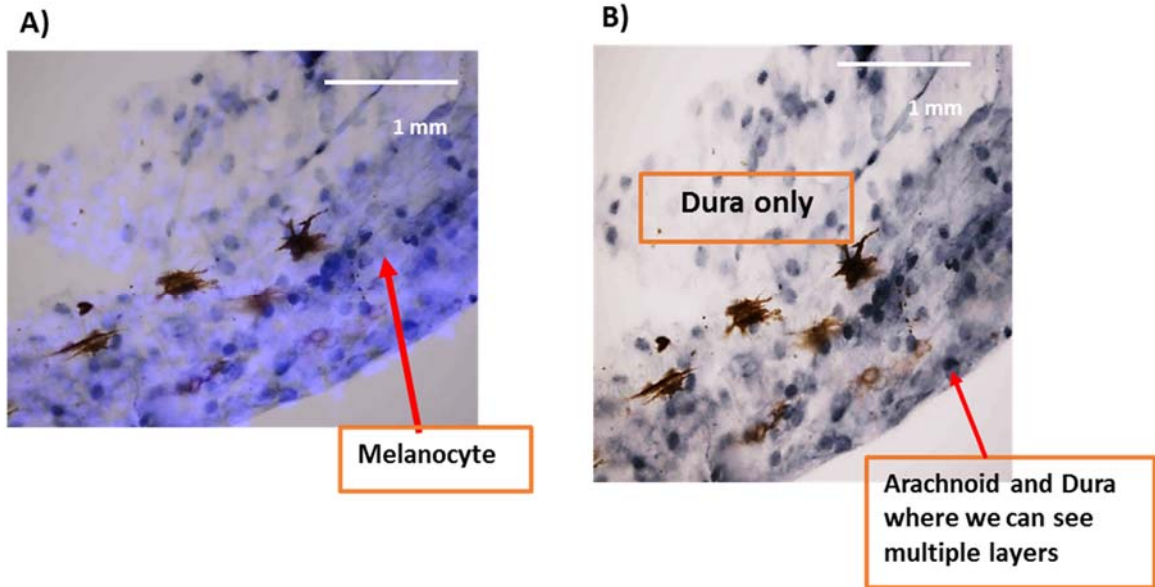 A)
1 mm
Melanocyte
B)
1 mm
Dura only
Arachnoid and Dura
where we can see
multiple layers